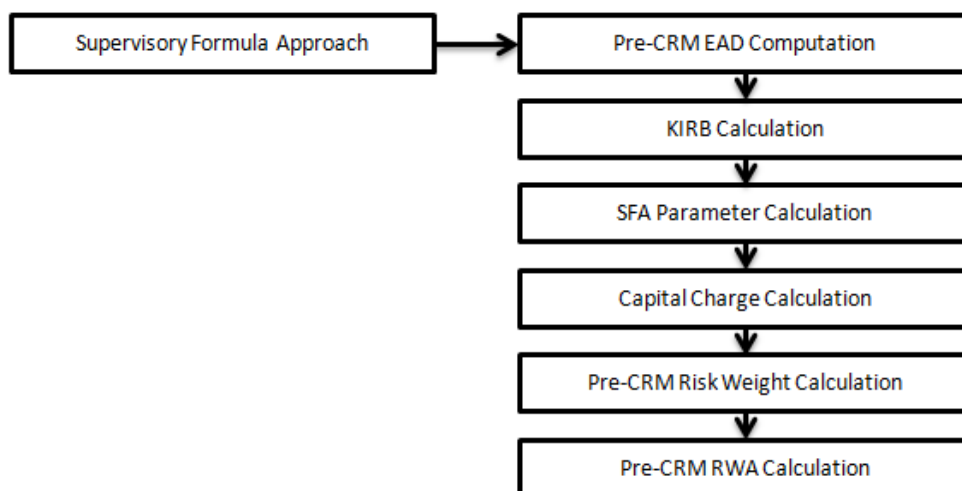 Supervisory Formula Approach
Pre-CRM EAD Computation
KIRB Calculation
SFA Parameter Calculation
Capital Charge Calculation
Pre-CRM Risk Weight Calculation
Pre-CRM RWA Calculation